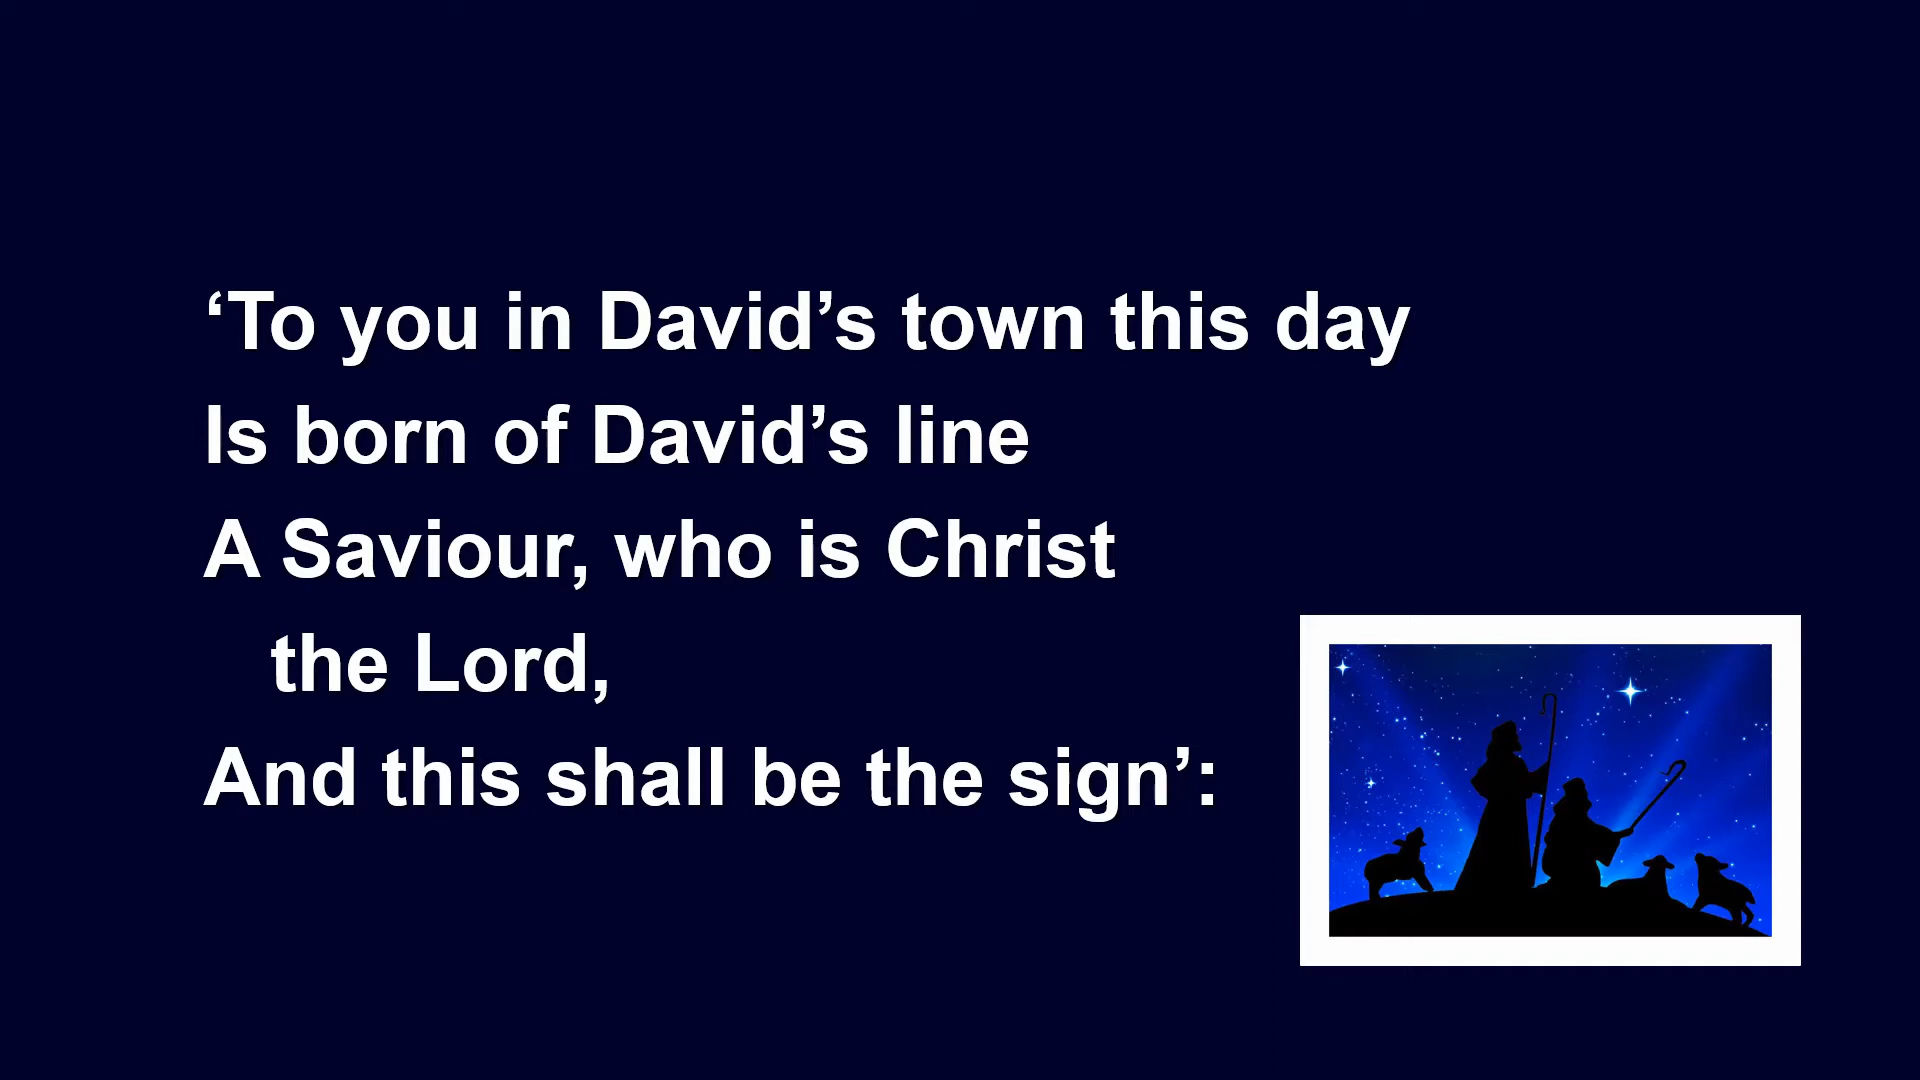 ‘To you in David’s town this day
Is born of David’s line
A Saviour, who is Christ
the Lord,
And this shall be the sign’: